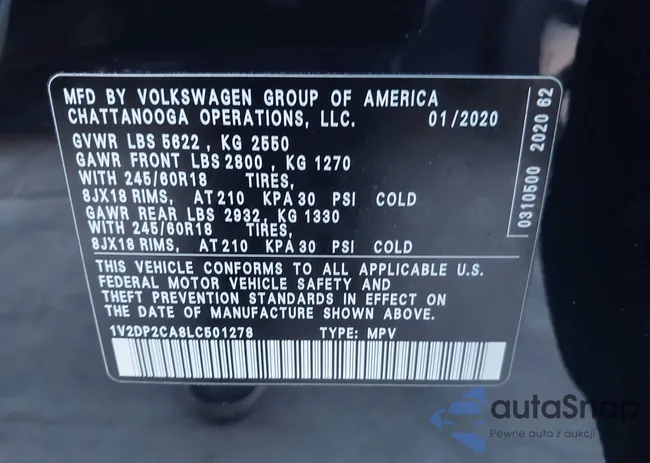 MFD BY VOLKSWAGEN GROUP OF AMERICA
CHATTANOOGA OPERATIONS, LLC. 01/2020
GVWR LBS 5622 , KG 2550
GAWR FRONT LBS 2800 , KG 1270
WITH 245/60R18 TIRES,
8JX18 RIMS, AT 210 KPA 30 PSI COLD
GAWR REAR LBS 2932, KG 1330
WITH 245/60R18 TIRES,
8JX18 RIMS, AT 210 KPA 30 PSI COLD
THIS VEHICLE CONFORMS TO ALL APPLICABLE U.S.
FEDERAL MOTOR VEHICLE SAFETY AND
THEFT PREVENTION STANDARDS IN EFFECT ON
THE DATE OF MANUFACTURE SHOWN ABOVE.
1V2DP2CA8LC501278 TYPE: MPV
0310500 2020 62
autaSnap
Pewne auta z aukcji